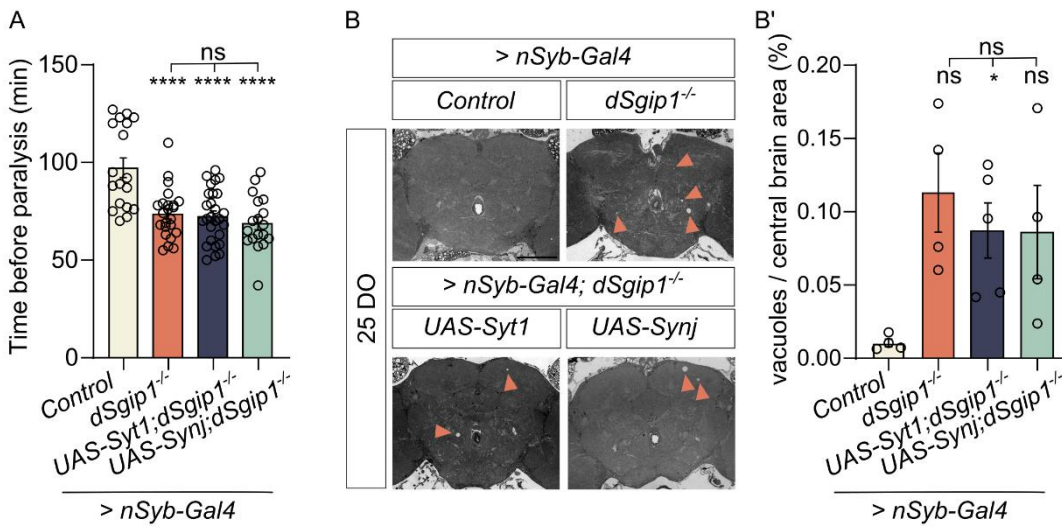 A
Time before paralysis (min)
150
100
50
0
ns
**** **** ****
Control
dSgip1-/-
UAS-Syt1;dSgip1-/-
UAS-Synj;dSgip1-/-
> nSyb-Gal4
B
> nSyb-Gal4
Control
dSgip1-/-
25 DO
> nSyb-Gal4; dSgip1-/-
UAS-Syt1
UAS-Synj
B'
vacuoles / central brain area (%)
0.20
0.15
0.10
0.05
0.00
ns
ns * ns
Control
dSgip1-/-
UAS-Syt1;dSgip1-/-
UAS-Synj;dSgip1-/-
> nSyb-Gal4